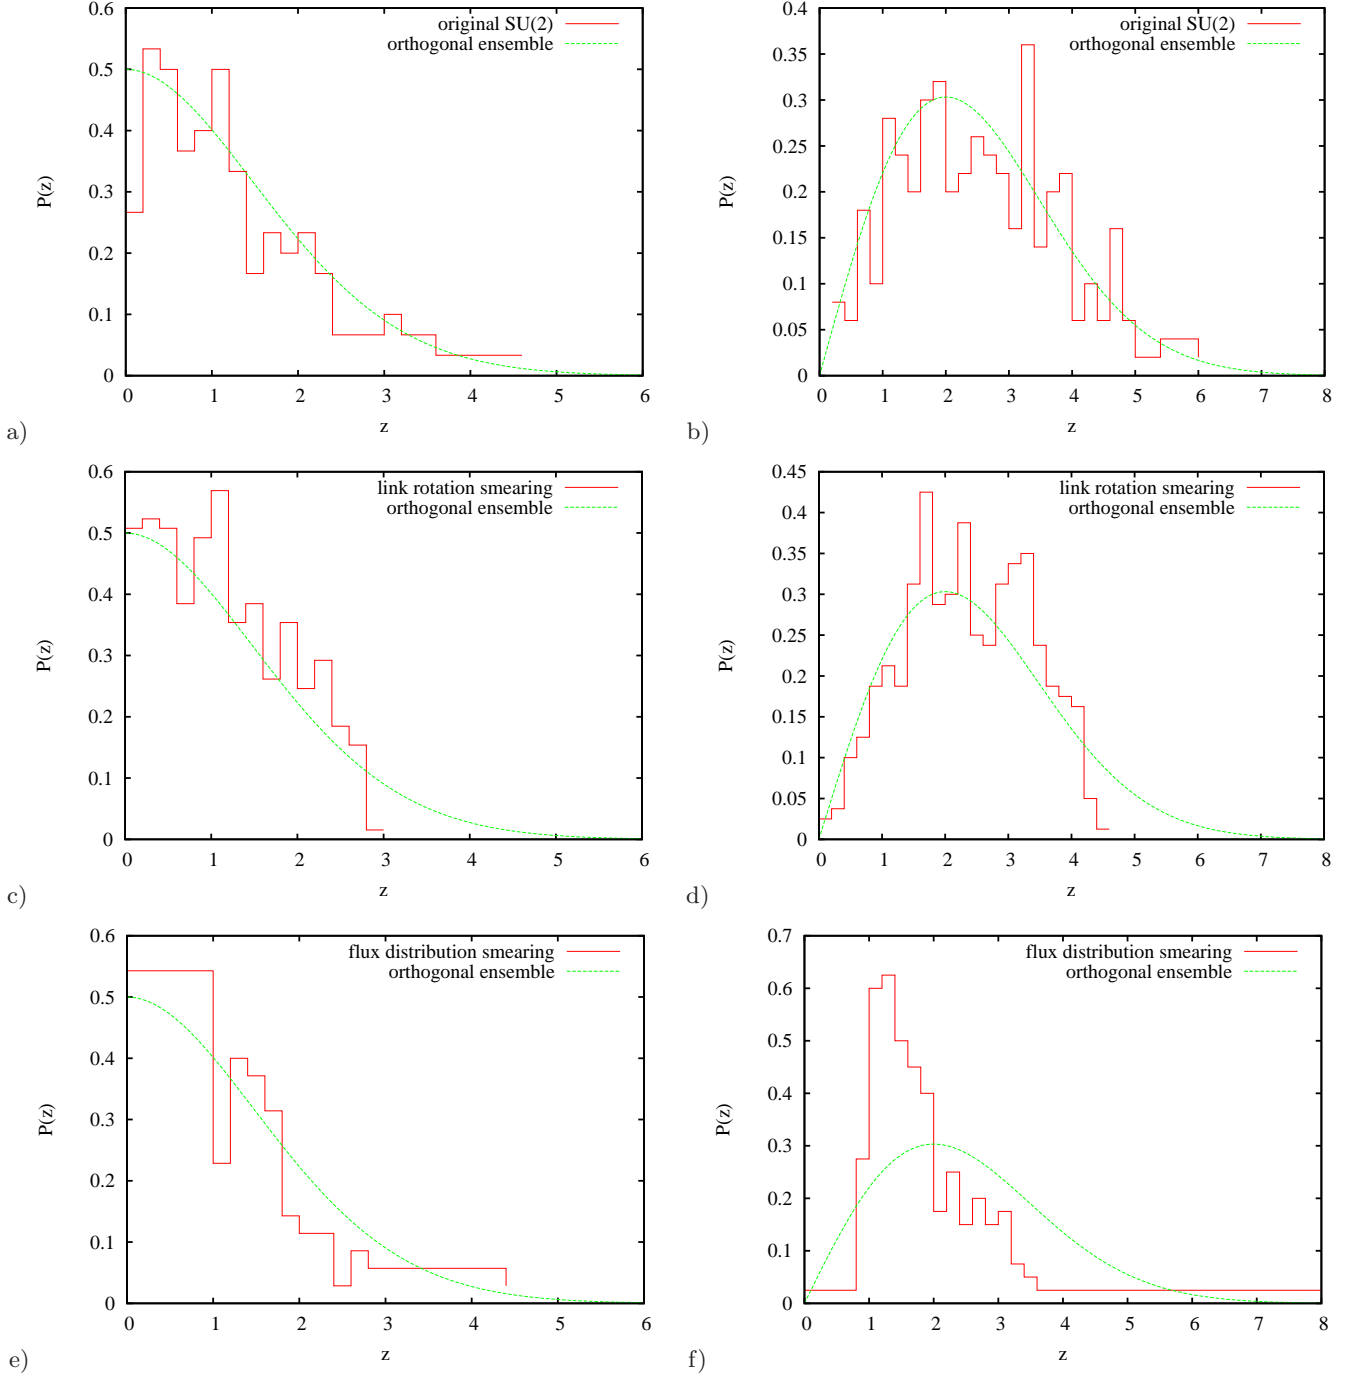 0.6
0.5
0.4
0.3
0.2
0.1
0
P(z)
0 1 2 3 4 5 6
z
original SU(2)
orthogonal ensemble
a)
0.4
0.35
0.3
0.25
0.2
0.15
0.1
0.05
0
P(z)
0 1 2 3 4 5 6 7 8
z
original SU(2)
orthogonal ensemble
b)
0.6
0.5
0.4
0.3
0.2
0.1
0
P(z)
0 1 2 3 4 5 6
z
link rotation smearing
orthogonal ensemble
c)
0.45
0.4
0.35
0.3
0.25
0.2
0.15
0.1
0.05
0
P(z)
0 1 2 3 4 5 6 7 8
z
link rotation smearing
orthogonal ensemble
d)
0.6
0.5
0.4
0.3
0.2
0.1
0
P(z)
0 1 2 3 4 5 6
z
flux distribution smearing
orthogonal ensemble
e)
0.7
0.6
0.5
0.4
0.3
0.2
0.1
0
P(z)
0 1 2 3 4 5 6 7 8
z
flux distribution smearing
orthogonal ensemble
f)